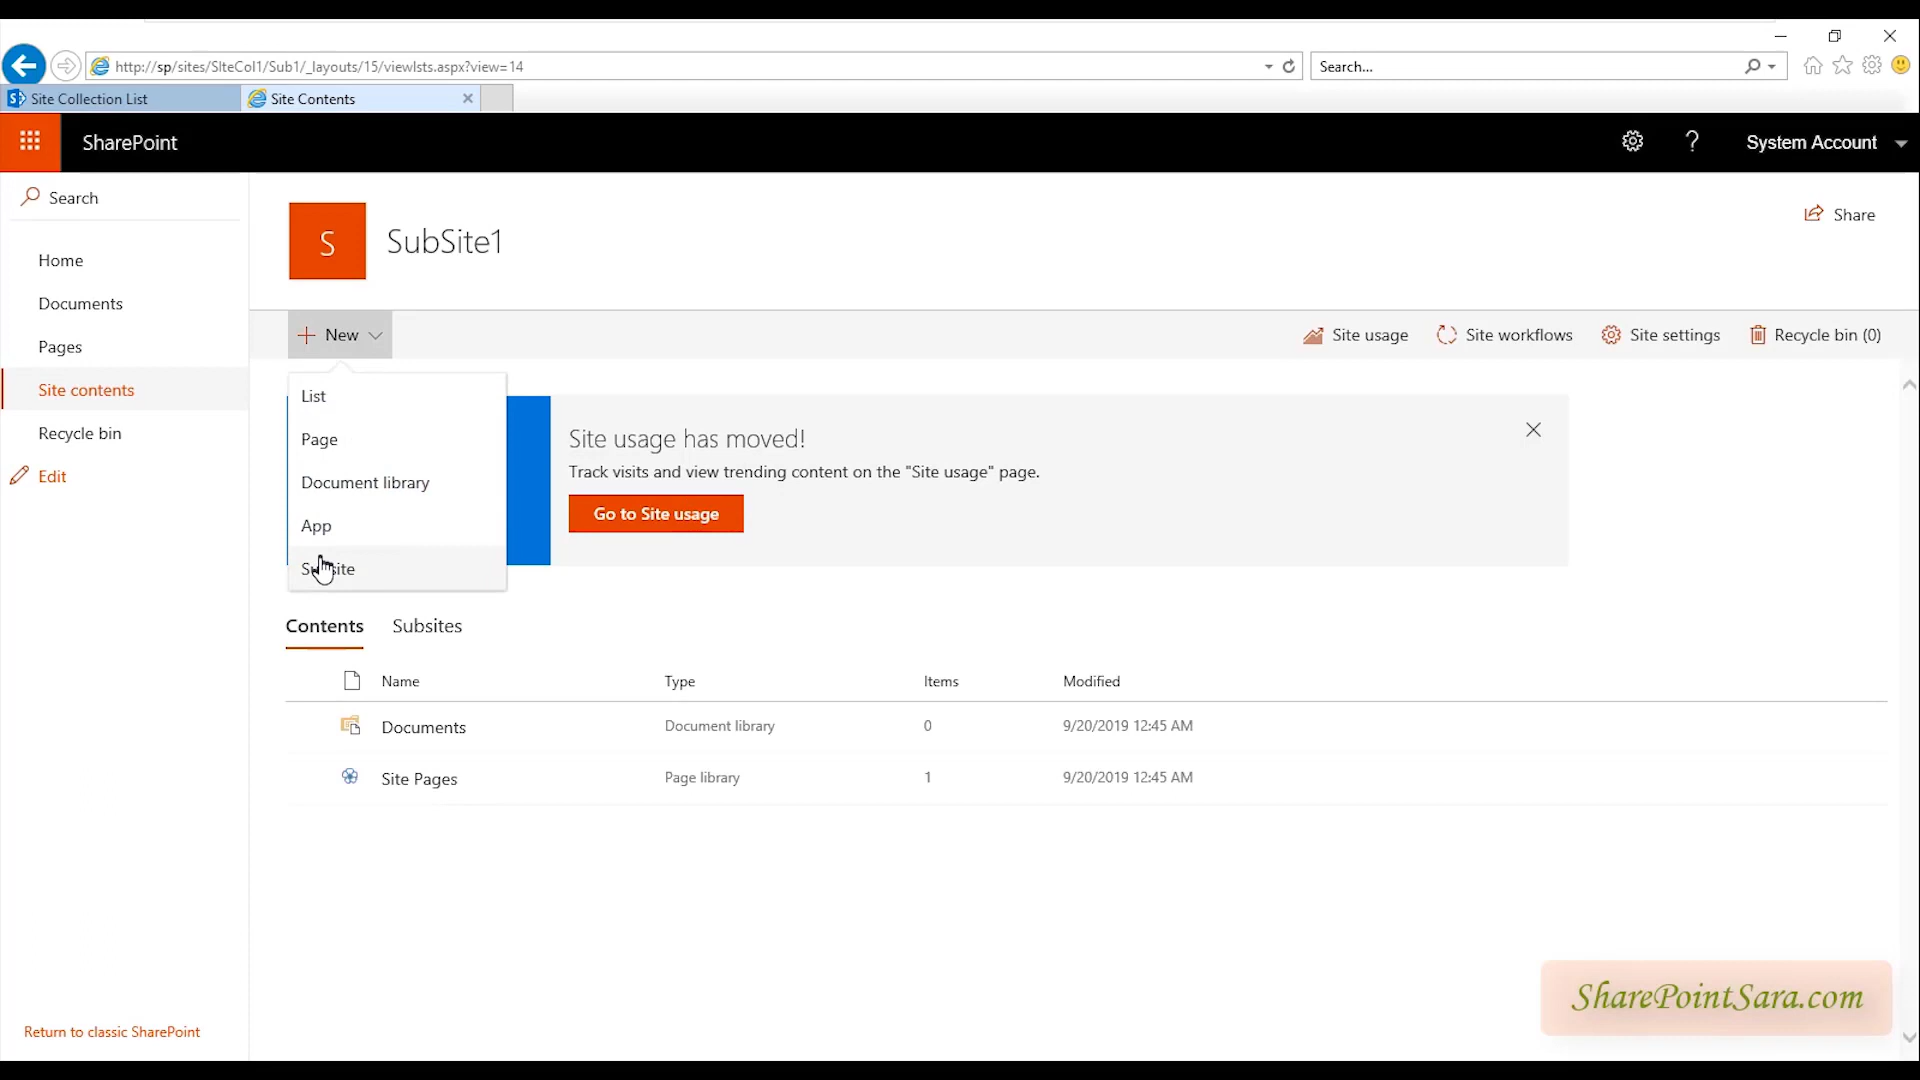 http://sp/sites/SIteCol1/Sub1/_layouts/15/viewlsts.aspx?view=14
Search...
Site Collection List
Site Contents
SharePoint
?
System Account
Search
Share
S
SubSite1
Home
Documents
Pages
Site contents
Recycle bin
Edit
New
Site usage
Site workflows
Site settings
Recycle bin (0)
List
Page
Document library
App
Subsite
Site usage has moved!
Track visits and view trending content on the "Site usage" page.
Go to Site usage
Contents
Subsites
Name
Type
Items
Modified
Documents
Document library
0
9/20/2019 12:45 AM
Site Pages
Page library
1
9/20/2019 12:45 AM
SharePointSara.com
Return to classic SharePoint